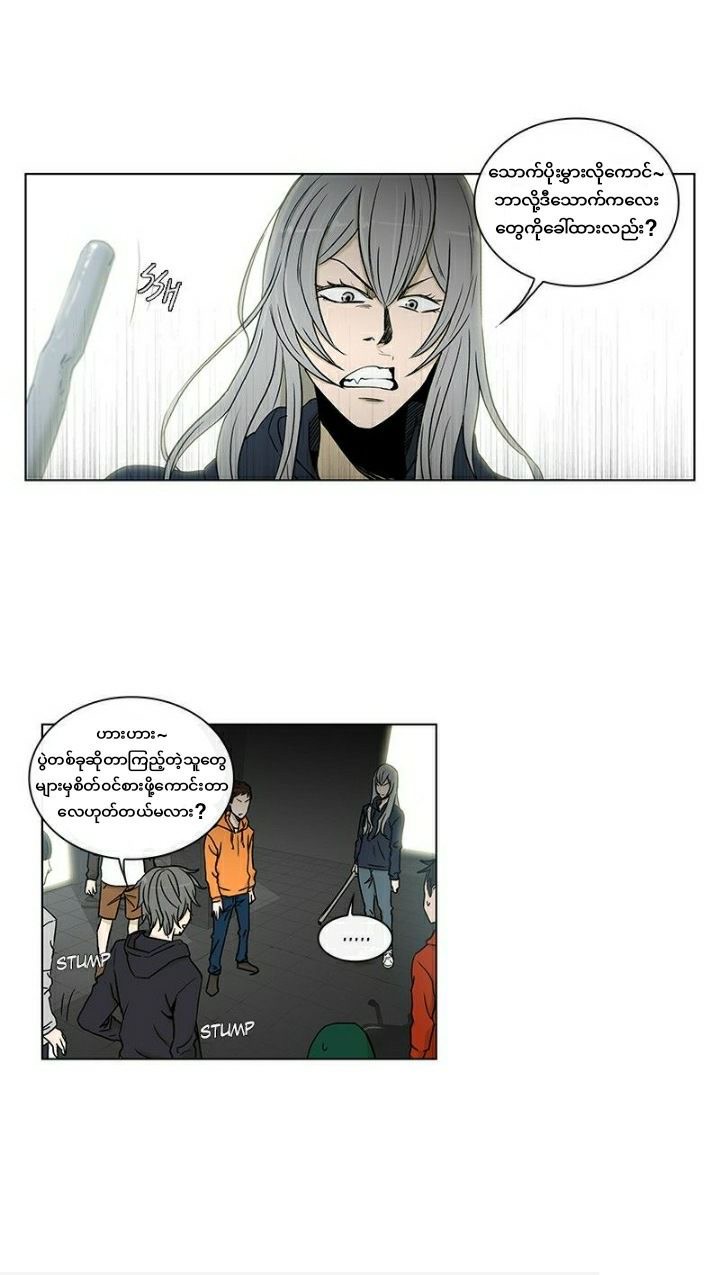 သောက်ပိုးမွှားလိုကောင်~
ဘာလို့ဒီသောက်ကလေး
တွေကိုခေါ်ထားလည်း?
SSH
ဟားဟား~
ပွဲတစ်ခုဆိုတာကြည့်တဲ့သူတွေ
များမှစိတ်ဝင်စားဖို့ကောင်းတာ
လေဟုတ်တယ်မလား?
.....
STUMP
STUMP